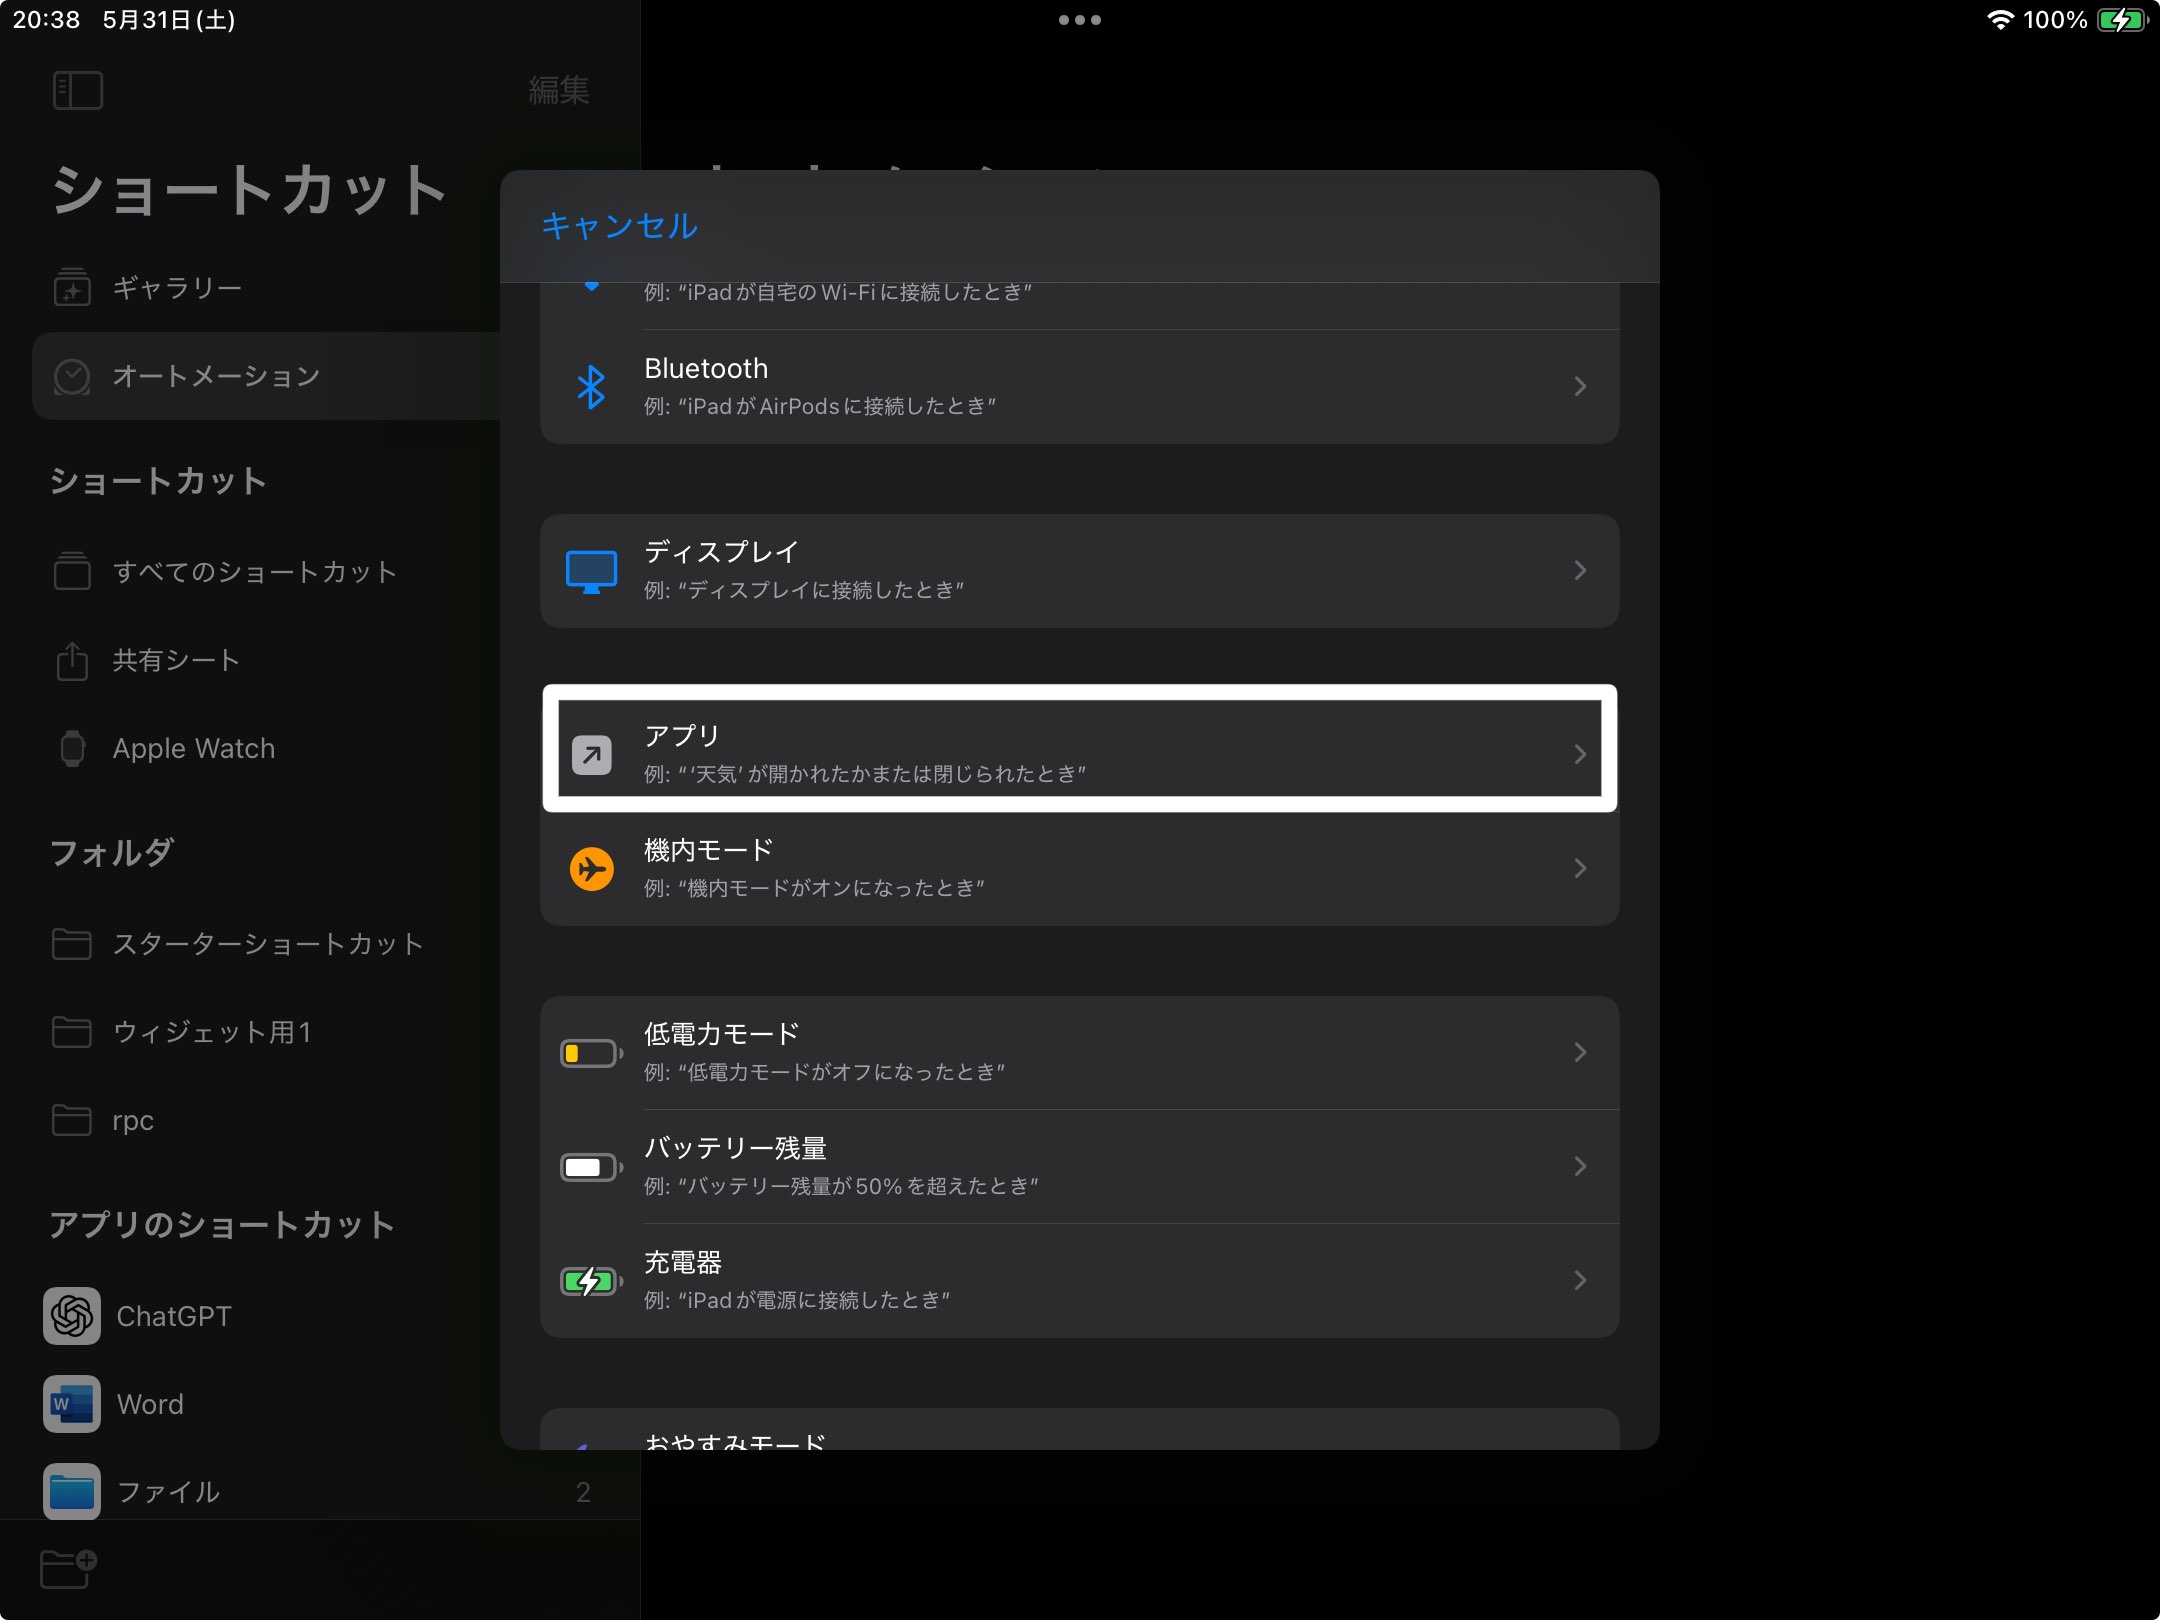 20:38 5月31日(土)
100%
編集
ショートカット
ギャラリー
オートメーション
ショートカット
すべてのショートカット
共有シート
Apple Watch
フォルダ
スターターショートカット
ウィジェット用1
rpc
アプリのショートカット
ChatGPT
Word
ファイル 2
キャンセル
例: “iPadが自宅のWi-Fiに接続したとき”
Bluetooth
例: “iPadがAirPodsに接続したとき”
ディスプレイ
例: “ディスプレイに接続したとき”
アプリ
例: “ ‘天気’ が開かれたかまたは閉じられたとき”
機内モード
例: “機内モードがオンになったとき”
低電力モード
例: “低電力モードがオフになったとき”
バッテリー残量
例: “バッテリー残量が50%を超えたとき”
充電器
例: “iPadが電源に接続したとき”
おやすみモード